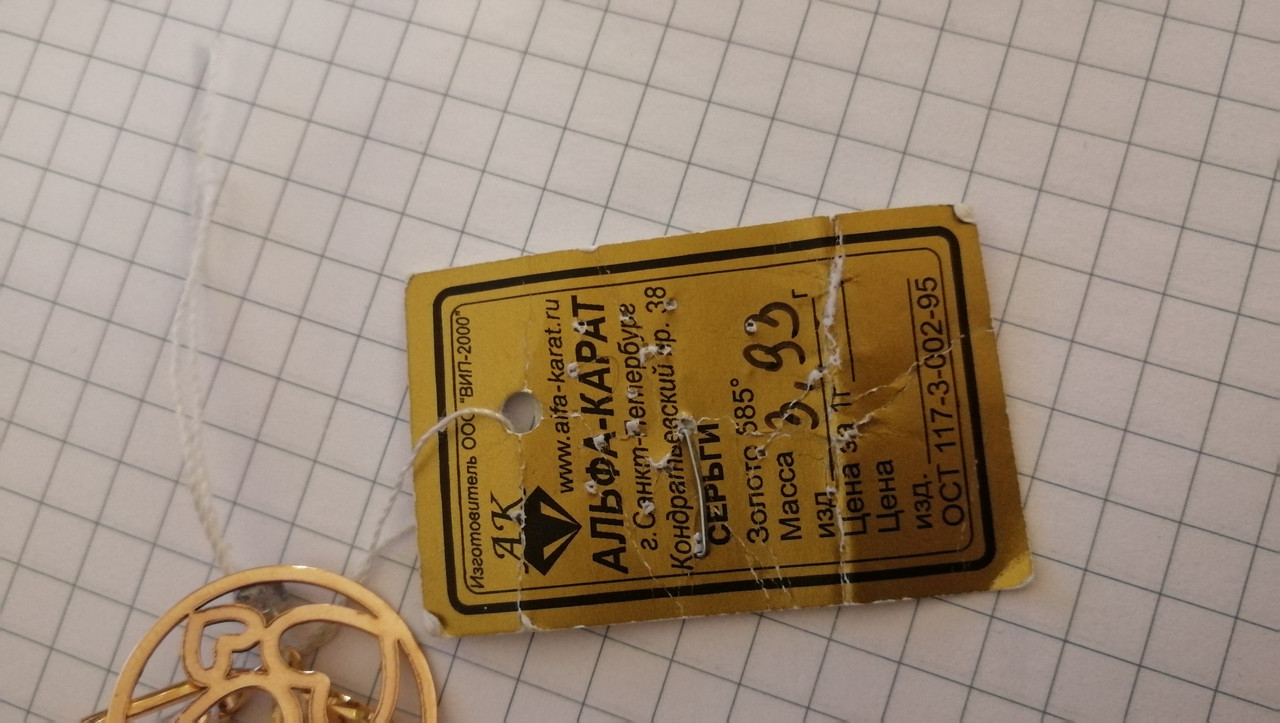 Изготовитель ООО "ВИП-2000"
АК
www.alfa-karat.ru
АЛЬФА-КАРАТ
г.Санкт-Петербург
Кондратьевский пр. 38
СЕРЬГИ
Золото 585°
Масса 3,93 г
изд.
Цена за 1г
Цена
изд.
ОСТ 117-3-002-95